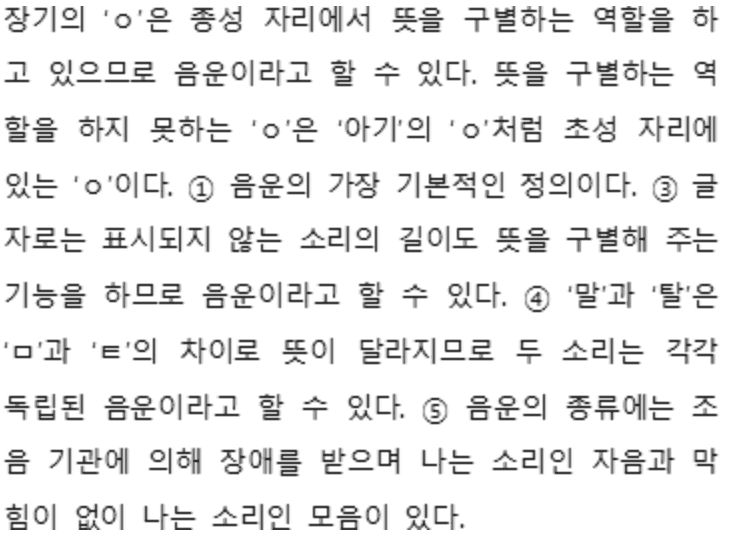 장기의 'ㅇ'은 종성 자리에서 뜻을 구별하는 역할을 하
고 있으므로 음운이라고 할 수 있다. 뜻을 구별하는 역
할을 하지 못하는 'ㅇ'은 '아기'의 'ㅇ'처럼 초성 자리에
있는 'ㅇ'이다. ① 음운의 가장 기본적인 정의이다. ③ 글
자로는 표시되지 않는 소리의 길이도 뜻을 구별해 주는
기능을 하므로 음운이라고 할 수 있다. ④ '말'과 '탈'은
'ㅁ'과 'ㅌ'의 차이로 뜻이 달라지므로 두 소리는 각각
독립된 음운이라고 할 수 있다. ⑤ 음운의 종류에는 조
음 기관에 의해 장애를 받으며 나는 소리인 자음과 막
힘이 없이 나는 소리인 모음이 있다.